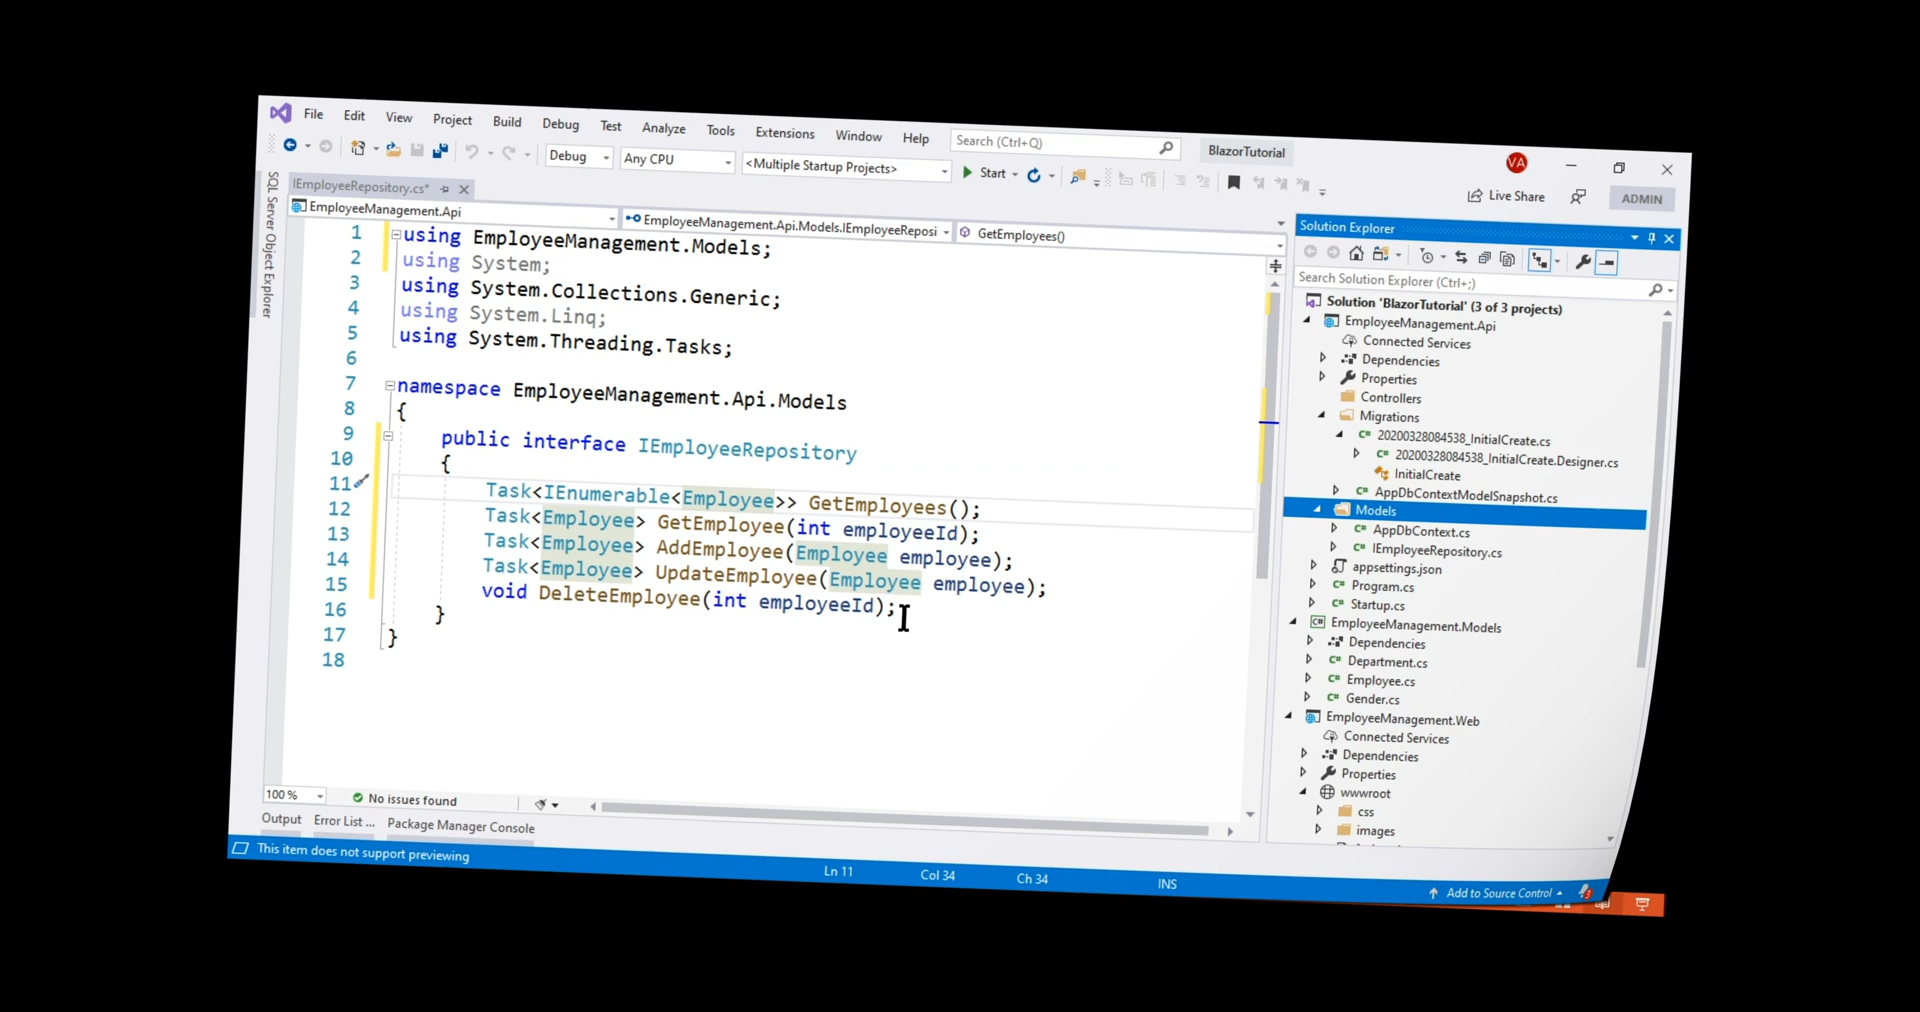 File Edit View Project Build Debug Test Analyze Tools Extensions Window Help Search (Ctrl+Q) BlazorTutorial VA
Debug Any CPU <Multiple Startup Projects> Start Live Share ADMIN
SQL Server Object Explorer
IEmployeeRepository.cs*
EmployeeManagement.Api EmployeeManagement.Api.Models.IEmployeeReposi GetEmployees()
1 using EmployeeManagement.Models;
2 using System;
3 using System.Collections.Generic;
4 using System.Linq;
5 using System.Threading.Tasks;
6
7 namespace EmployeeManagement.Api.Models
8 {
9 public interface IEmployeeRepository
10 {
11 Task<IEnumerable<Employee>> GetEmployees();
12 Task<Employee> GetEmployee(int employeeId);
13 Task<Employee> AddEmployee(Employee employee);
14 Task<Employee> UpdateEmployee(Employee employee);
15 void DeleteEmployee(int employeeId);
16 }
17 }
18
100 % No issues found
Output Error List ... Package Manager Console
This item does not support previewing Ln 11 Col 34 Ch 34 INS Add to Source Control 3
Solution Explorer
Search Solution Explorer (Ctrl+;)
Solution 'BlazorTutorial' (3 of 3 projects)
EmployeeManagement.Api
Connected Services
Dependencies
Properties
Controllers
Migrations
20200328084538_InitialCreate.cs
20200328084538_InitialCreate.Designer.cs
InitialCreate
AppDbContextModelSnapshot.cs
Models
AppDbContext.cs
IEmployeeRepository.cs
appsettings.json
Program.cs
Startup.cs
EmployeeManagement.Models
Dependencies
Department.cs
Employee.cs
Gender.cs
EmployeeManagement.Web
Connected Services
Dependencies
Properties
wwwroot
css
images